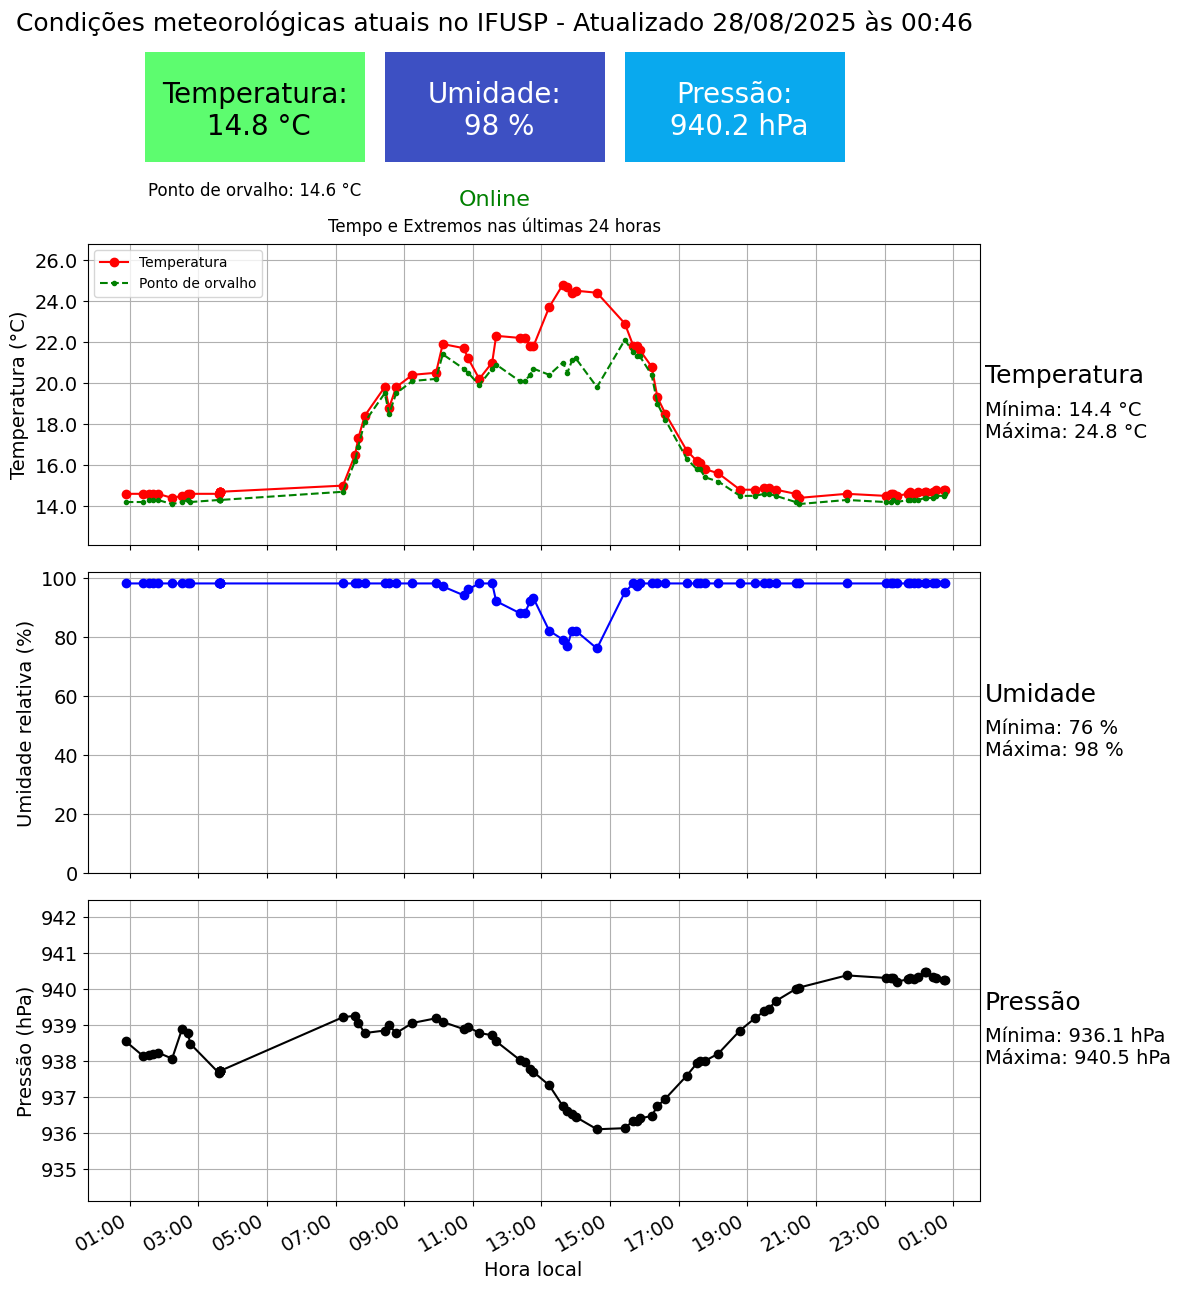 Condições meteorológicas atuais no IFUSP - Atualizado 28/08/2025 às 00:46
Temperatura:
14.8 °C
Umidade:
98 %
Pressão:
940.2 hPa
Ponto de orvalho: 14.6 °C
Online
Tempo e Extremos nas últimas 24 horas
Temperatura (°C)
26.0
24.0
22.0
20.0
18.0
16.0
14.0
Temperatura
Ponto de orvalho
Temperatura
Mínima: 14.4 °C
Máxima: 24.8 °C
Umidade relativa (%)
100
80
60
40
20
0
Umidade
Mínima: 76 %
Máxima: 98 %
Pressão (hPa)
942
941
940
939
938
937
936
935
Pressão
Mínima: 936.1 hPa
Máxima: 940.5 hPa
01:00 03:00 05:00 07:00 09:00 11:00 13:00 15:00 17:00 19:00 21:00 23:00 01:00
Hora local